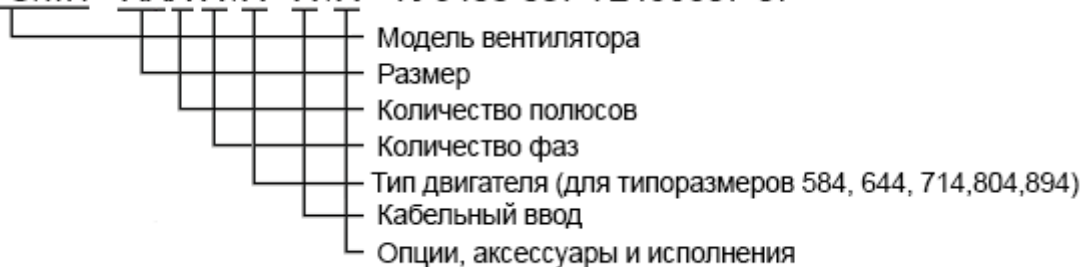 Модель вентилятора
Размер
Количество полюсов
Количество фаз
Тип двигателя (для типоразмеров 584, 644, 714,804,894)
Кабельный ввод
Опции, аксессуары и исполнения